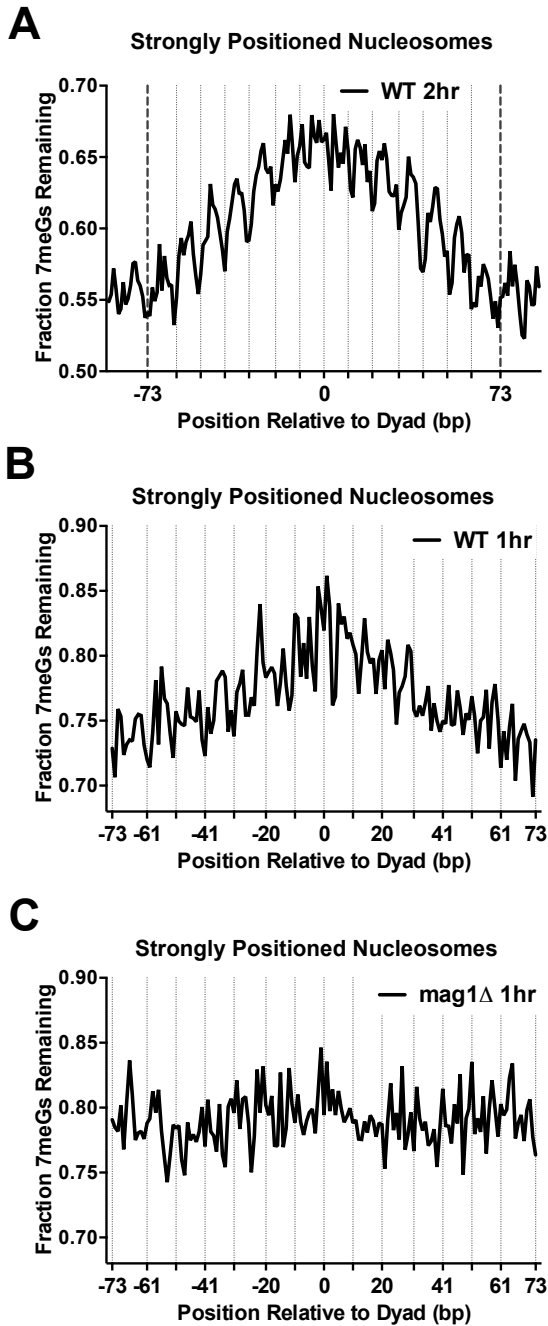 A
Strongly Positioned Nucleosomes
WT 2hr
0.70
0.65
0.60
0.55
0.50
Fraction 7meGs Remaining
-73 0 73
Position Relative to Dyad (bp)
B
Strongly Positioned Nucleosomes
WT 1hr
0.90
0.85
0.80
0.75
0.70
Fraction 7meGs Remaining
-73 -61 -41 -20 0 20 41 61 73
Position Relative to Dyad (bp)
C
Strongly Positioned Nucleosomes
mag1Δ 1hr
0.90
0.85
0.80
0.75
0.70
Fraction 7meGs Remaining
-73 -61 -41 -20 0 20 41 61 73
Position Relative to Dyad (bp)